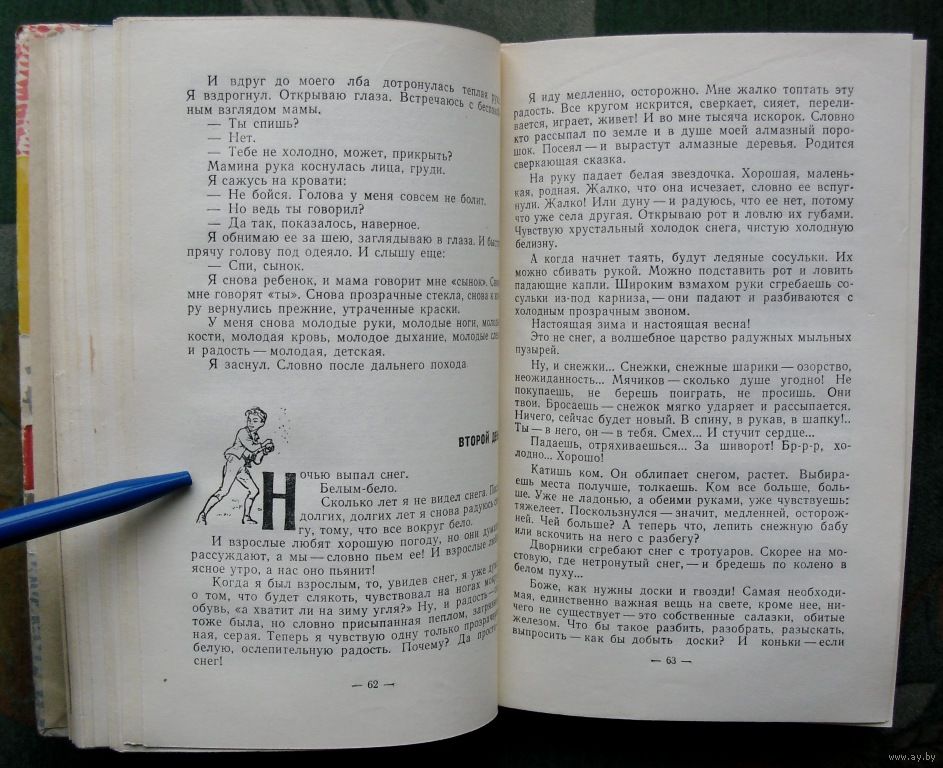 И вдруг до моего лба дотронулась теплая
Я вздрогнул. Открываю глаза. Встречаюсь с
ным взглядом мамы.
— Ты спишь?
— Нет.
— Тебе не холодно, может, прикрыть?
Мамина рука коснулась лица, груди.
Я сажусь на кровати:
— Не бойся. Голова у меня совсем не болит.
— Но ведь ты говорил?
— Да так, показалось, наверное.
Я обнимаю ее за шею, заглядываю в глаза. И
прячу голову под одеяло. И слышу еще:
— Спи, сынок.
Я снова ребенок, и мама говорит мне «сынок».
мне говорят «ты». Снова прозрачные стекла, снова к
ру вернулись прежние, утраченные краски.
У меня снова молодые руки, молодые ноги,
кости, молодая кровь, молодое дыхание, молодые
и радость — молодая, детская.
Я заснул. Словно после дальнего похода
ВТОРОЙ
Ночью выпал снег.
Белым-бело.
Сколько лет я не видел снега.
долгих, долгих лет я снова радуюсь
гу, тому, что все вокруг бело.
И взрослые любят хорошую погоду, но они
рассуждают, а мы — словно пьем ее! И взрослые
ясное утро, а нас оно пьянит!
Когда я был взрослым, то, увидев снег, я уже
о том, что будет слякоть, чувствовал на ногах
обувь, «а хватит ли на зиму угля?» Ну, и радость —
тоже была, но словно присыпанная пеплом,
ная, серая. Теперь я чувствую одну только
белую, ослепительную радость. Почему? Да
снег!
— 62 —
Я иду медленно, осторожно. Мне жалко топтать эту
радость. Все кругом искрится, сверкает, сияет, перели-
вается, играет, живет! И во мне тысяча искорок. Словно
кто рассыпал по земле и в душе моей алмазный поро-
шок. Посеял — и вырастут алмазные деревья. Родится
сверкающая сказка.
На руку падает белая звездочка. Хорошая, малень-
кая, родная. Жалко, что она исчезает, словно ее вспуг-
нули. Жалко! Или дуну — и радуюсь, что ее нет, потому
что уже села другая. Открываю рот и ловлю их губами.
Чувствую хрустальный холодок снега, чистую холодную
белизну.
А когда начнет таять, будут ледяные сосульки. Их
можно сбивать рукой. Можно подставить рот и ловить
падающие капли. Широким взмахом руки сгребаешь со-
сульки из-под карниза, — они падают и разбиваются с
холодным прозрачным звоном.
Настоящая зима и настоящая весна!
Это не снег, а волшебное царство радужных мыльных
пузырей.
Ну, и снежки... Снежки, снежные шарики — озорство,
неожиданность... Мячиков — сколько душе угодно! Не
покупаешь, не берешь поиграть, не просишь. Они
твои. Бросаешь — снежок мягко ударяет и рассыпается.
Ничего, сейчас будет новый. В спину, в рукав, в шапку!..
Ты — в него, он — в тебя. Смех... И стучит сердце...
Падаешь, отряхиваешься... За шиворот! Бр-р-р, хо-
лодно... Хорошо!
Катишь ком. Он облипает снегом, растет. Выбира-
ешь места получше, толкаешь. Ком все больше, боль-
ше. Уже не ладонью, а обеими руками, уже чувствуешь:
тяжелеет. Поскользнулся — значит, медленней, осторож-
ней. Чей больше? А теперь что, лепить снежную бабу
или вскочить на него с разбегу?
Дворники сгребают снег с тротуаров. Скорее на мо-
стовую, где нетронутый снег, — и бредешь по колено в
белом пуху...
Боже, как нужны доски и гвозди! Самая необходи-
мая, единственно важная вещь на свете, кроме нее, ни-
чего не существует — это собственные салазки, обитые
железом. Что бы такое разбить, разобрать, разыскать,
выпросить — как бы добыть доски? И коньки — если
— 63 —
www.ay.by